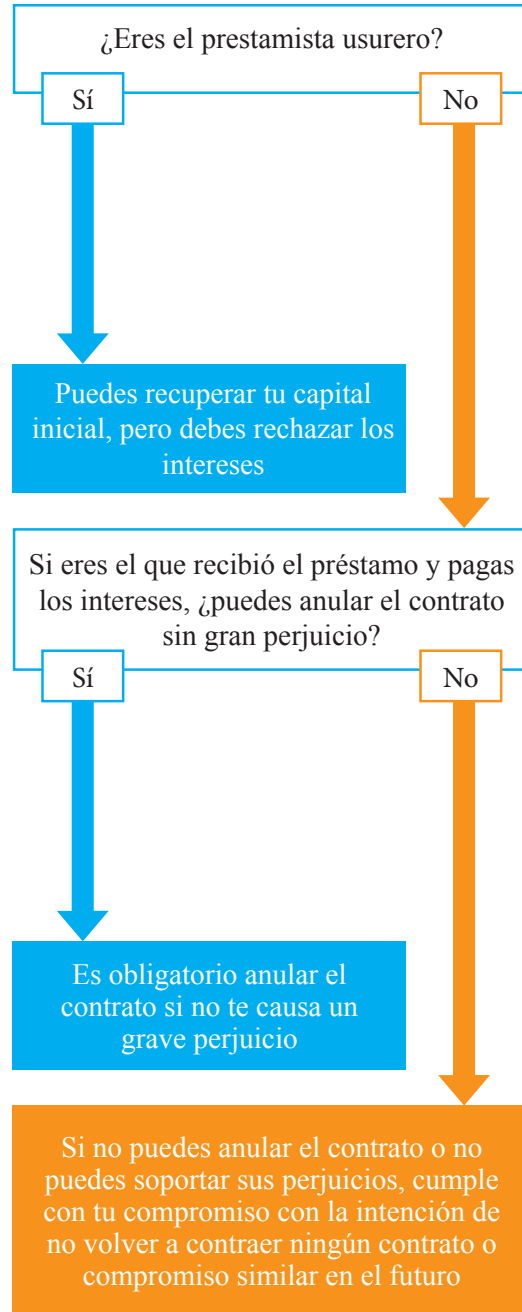 ¿Eres el prestamista usurero?
Sí
No
Puedes recuperar tu capital
inicial, pero debes rechazar los
intereses
Si eres el que recibió el préstamo y pagas
los intereses, ¿puedes anular el contrato
sin gran perjuicio?
Sí
No
Es obligatorio anular el
contrato si no te causa un
grave perjuicio
Si no puedes anular el contrato o no
puedes soportar sus perjuicios, cumple
con tu compromiso con la intención de
no volver a contraer ningún contrato o
compromiso similar en el futuro